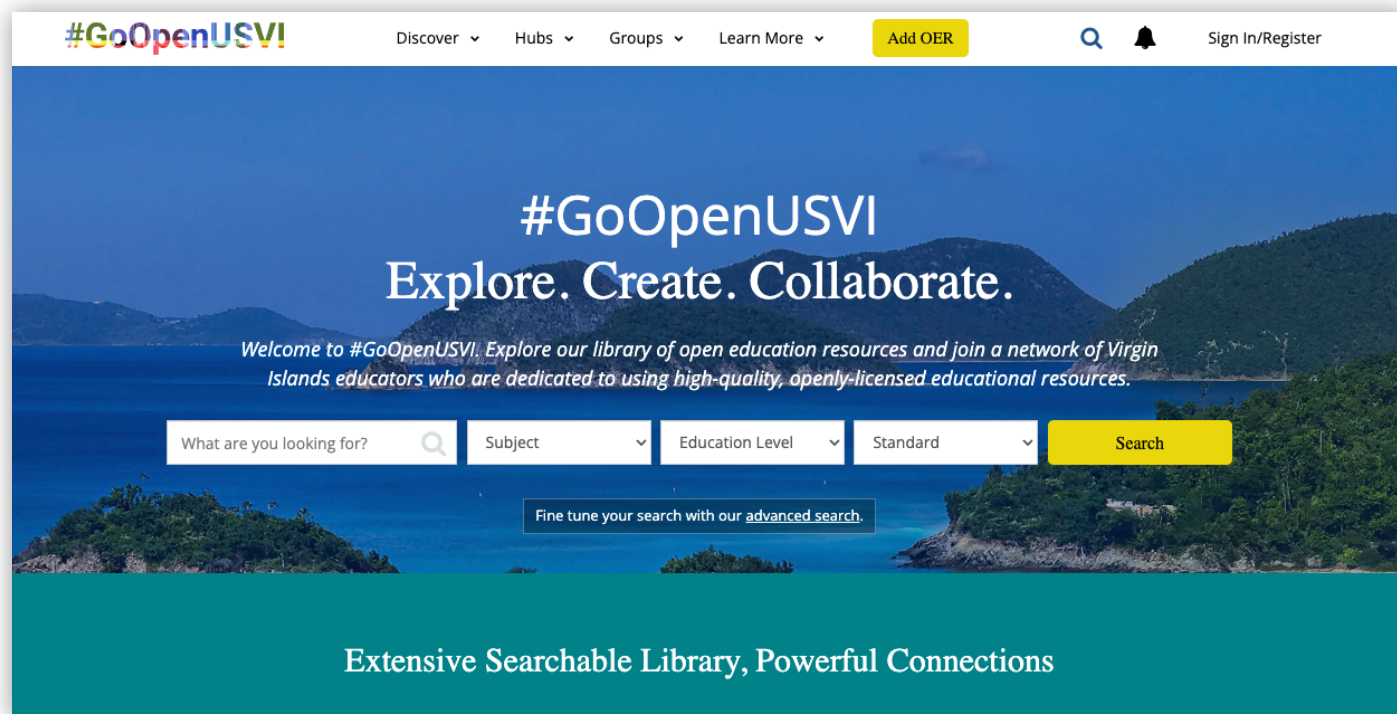 #GoOpenUSVI
Discover
Hubs
Groups
Learn More
Add OER
Sign In/Register
#GoOpenUSVI
Explore. Create. Collaborate.
Welcome to #GoOpenUSVI. Explore our library of open education resources and join a network of Virgin
Islands educators who are dedicated to using high-quality, openly-licensed educational resources.
What are you looking for?
Subject
Education Level
Standard
Search
Fine tune your search with our advanced search.
Extensive Searchable Library, Powerful Connections